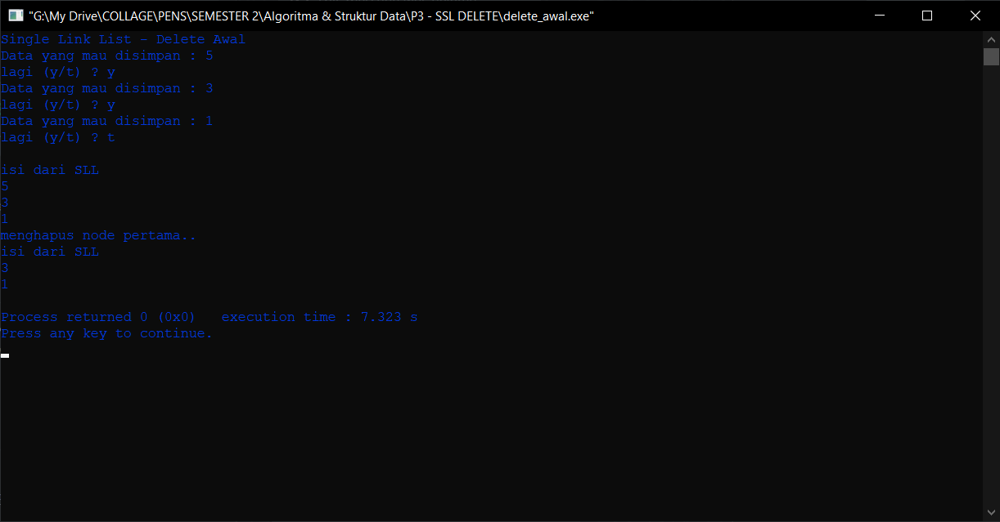 "G:\My Drive\COLLAGE\PENS\SEMESTER 2\Algoritma & Struktur Data\P3 - SSL DELETE\delete_awal.exe"
Single Link List - Delete Awal
Data yang mau disimpan : 5
lagi (y/t) ? y
Data yang mau disimpan : 3
lagi (y/t) ? y
Data yang mau disimpan : 1
lagi (y/t) ? t
isi dari SLL
5
3
1
menghapus node pertama..
isi dari SLL
3
1
Process returned 0 (0x0)   execution time : 7.323 s
Press any key to continue.